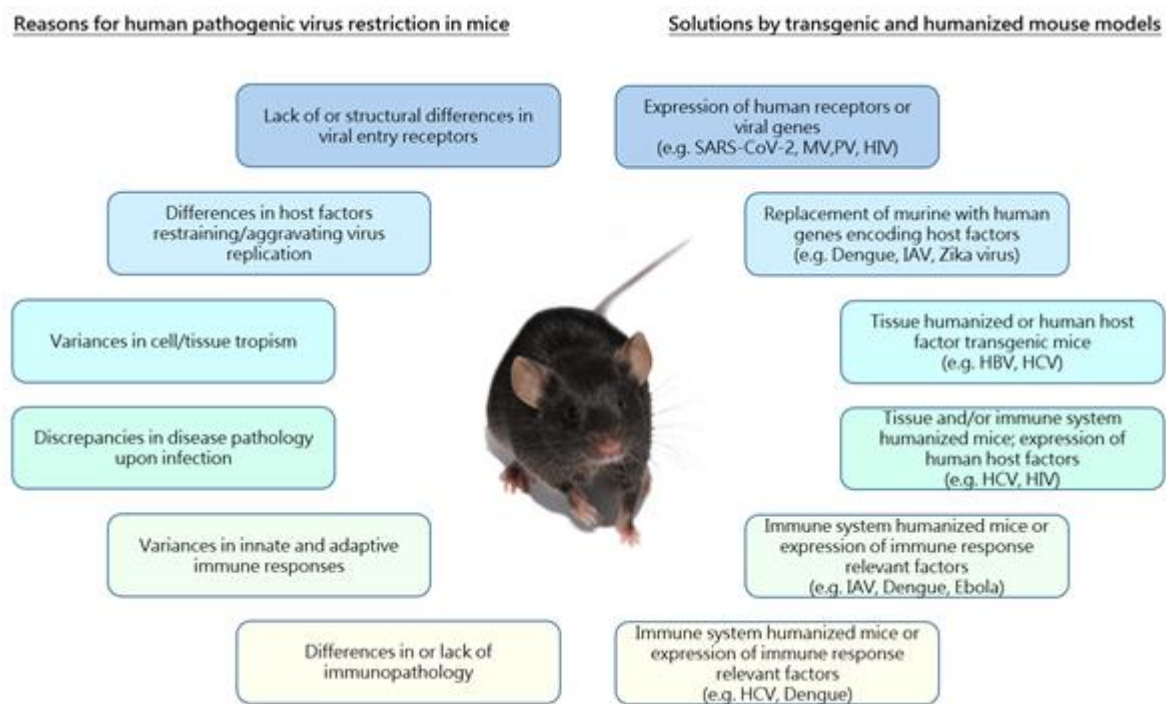 Reasons for human pathogenic virus restriction in mice
Solutions by transgenic and humanized mouse models
Lack of or structural differences in
viral entry receptors
Expression of human receptors or
viral genes
(e.g. SARS-CoV-2, MV,PV, HIV)
Differences in host factors
restraining/aggravating virus
replication
Replacement of murine with human
genes encoding host factors
(e.g. Dengue, IAV, Zika virus)
Variances in cell/tissue tropism
Tissue humanized or human host
factor transgenic mice
(e.g. HBV, HCV)
Discrepancies in disease pathology
upon infection
Tissue and/or immune system
humanized mice; expression of
human host factors
(e.g. HCV, HIV)
Variances in innate and adaptive
immune responses
Immune system humanized mice or
expression of immune response
relevant factors
(e.g. IAV, Dengue, Ebola)
Differences in or lack of
immunopathology
Immune system humanized mice or
expression of immune response
relevant factors
(e.g. HCV, Dengue)